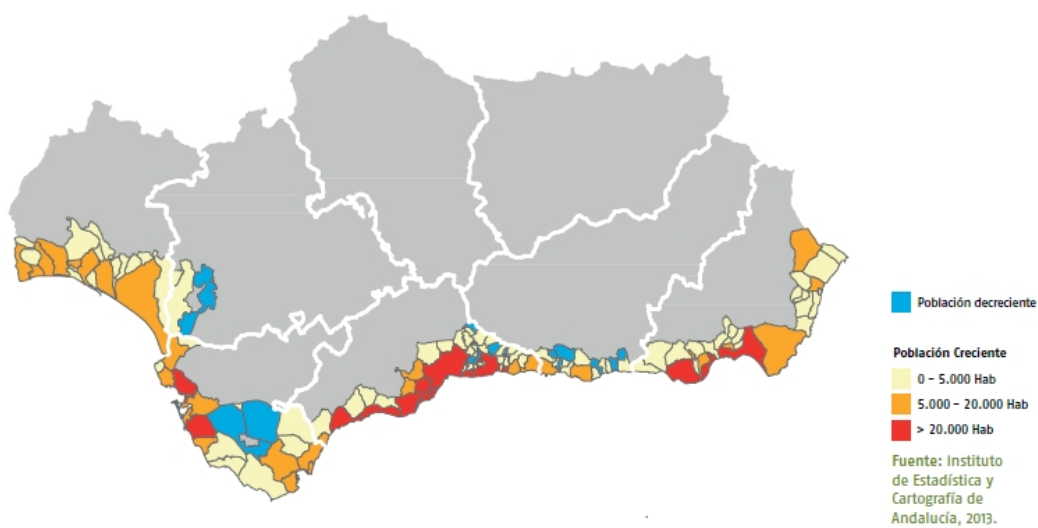 Población decreciente
Población Creciente
0 - 5.000 Hab
5.000 - 20.000 Hab
> 20.000 Hab
Fuente: Instituto
de Estadística y
Cartografía de
Andalucía, 2013.